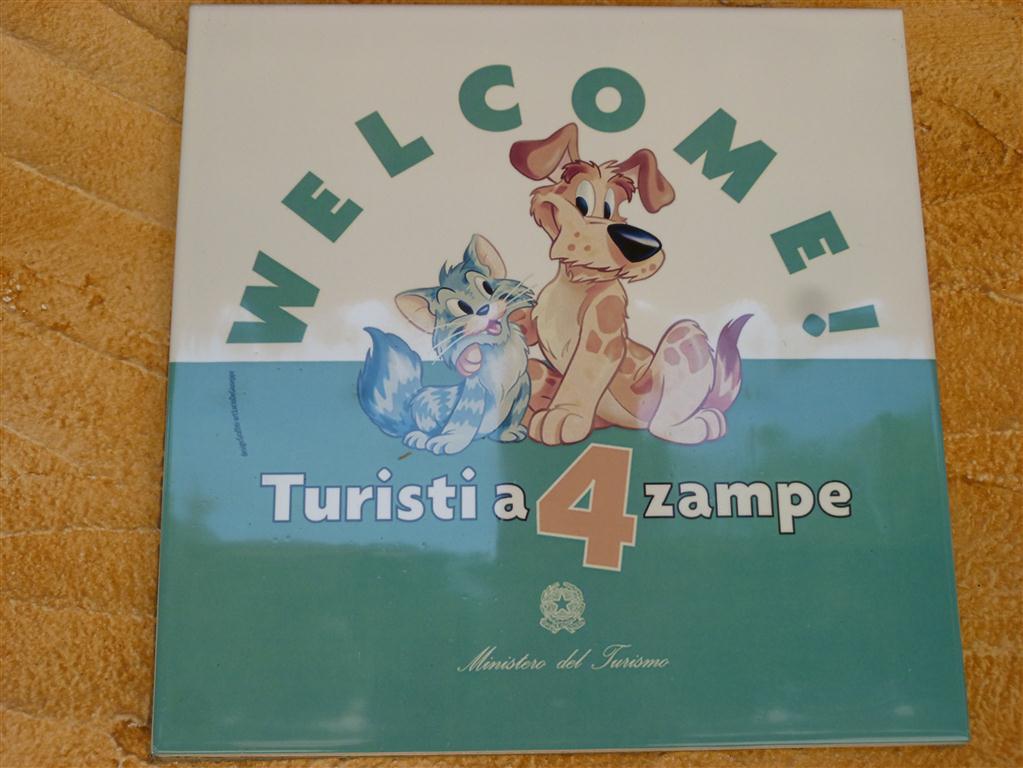 WELCOME!
Turisti a 4 zampe
Ministero del Turismo